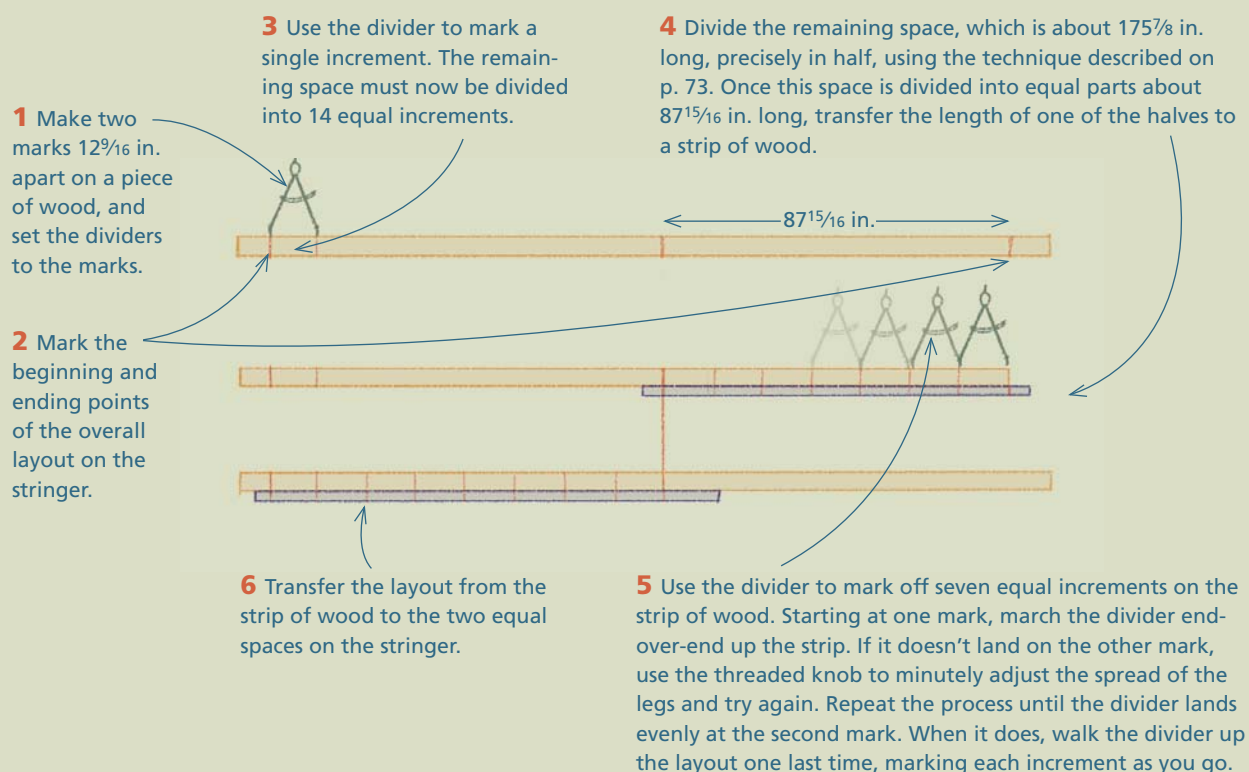 1 Make two
marks 12 9/16 in.
apart on a piece
of wood, and
set the dividers
to the marks.
2 Mark the
beginning and
ending points
of the overall
layout on the
stringer.
3 Use the divider to mark a
single increment. The remain-
ing space must now be divided
into 14 equal increments.
4 Divide the remaining space, which is about 175 7/8 in.
long, precisely in half, using the technique described on
p. 73. Once this space is divided into equal parts about
87 15/16 in. long, transfer the length of one of the halves to
a strip of wood.
87 15/16 in.
5 Use the divider to mark off seven equal increments on the
strip of wood. Starting at one mark, march the divider end-
over-end up the strip. If it doesn’t land on the other mark,
use the threaded knob to minutely adjust the spread of the
legs and try again. Repeat the process until the divider lands
evenly at the second mark. When it does, walk the divider up
the layout one last time, marking each increment as you go.
6 Transfer the layout from the
strip of wood to the two equal
spaces on the stringer.